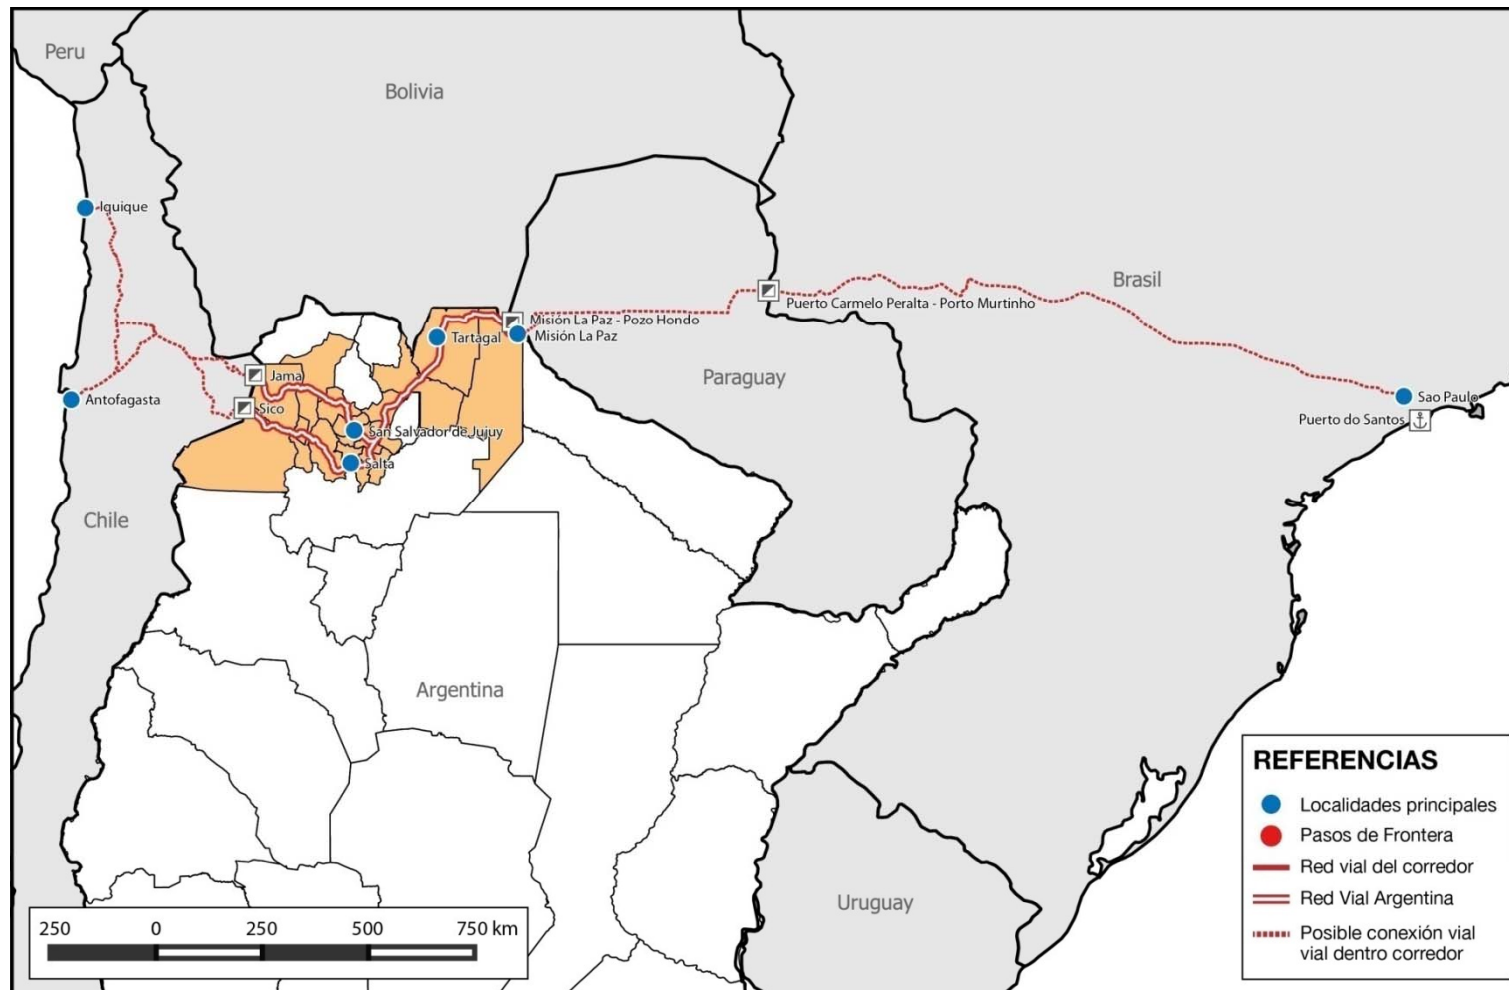 Peru
Bolivia
Iquique
Brasil
Puerto Carmelo Peralta - Porto Murtinho
Misión La Paz - Pozo Hondo
Misión La Paz
Tartagal
Jama
Paraguay
Antofagasta
Sico
Sao Paulo
Puerto do Santos
San Salvador de Jujuy
Salta
Chile
Argentina
Uruguay
REFERENCIAS
Localidades principales
Pasos de Frontera
Red vial del corredor
Red Vial Argentina
Posible conexión vial
vial dentro corredor
250 0 250 500 750 km